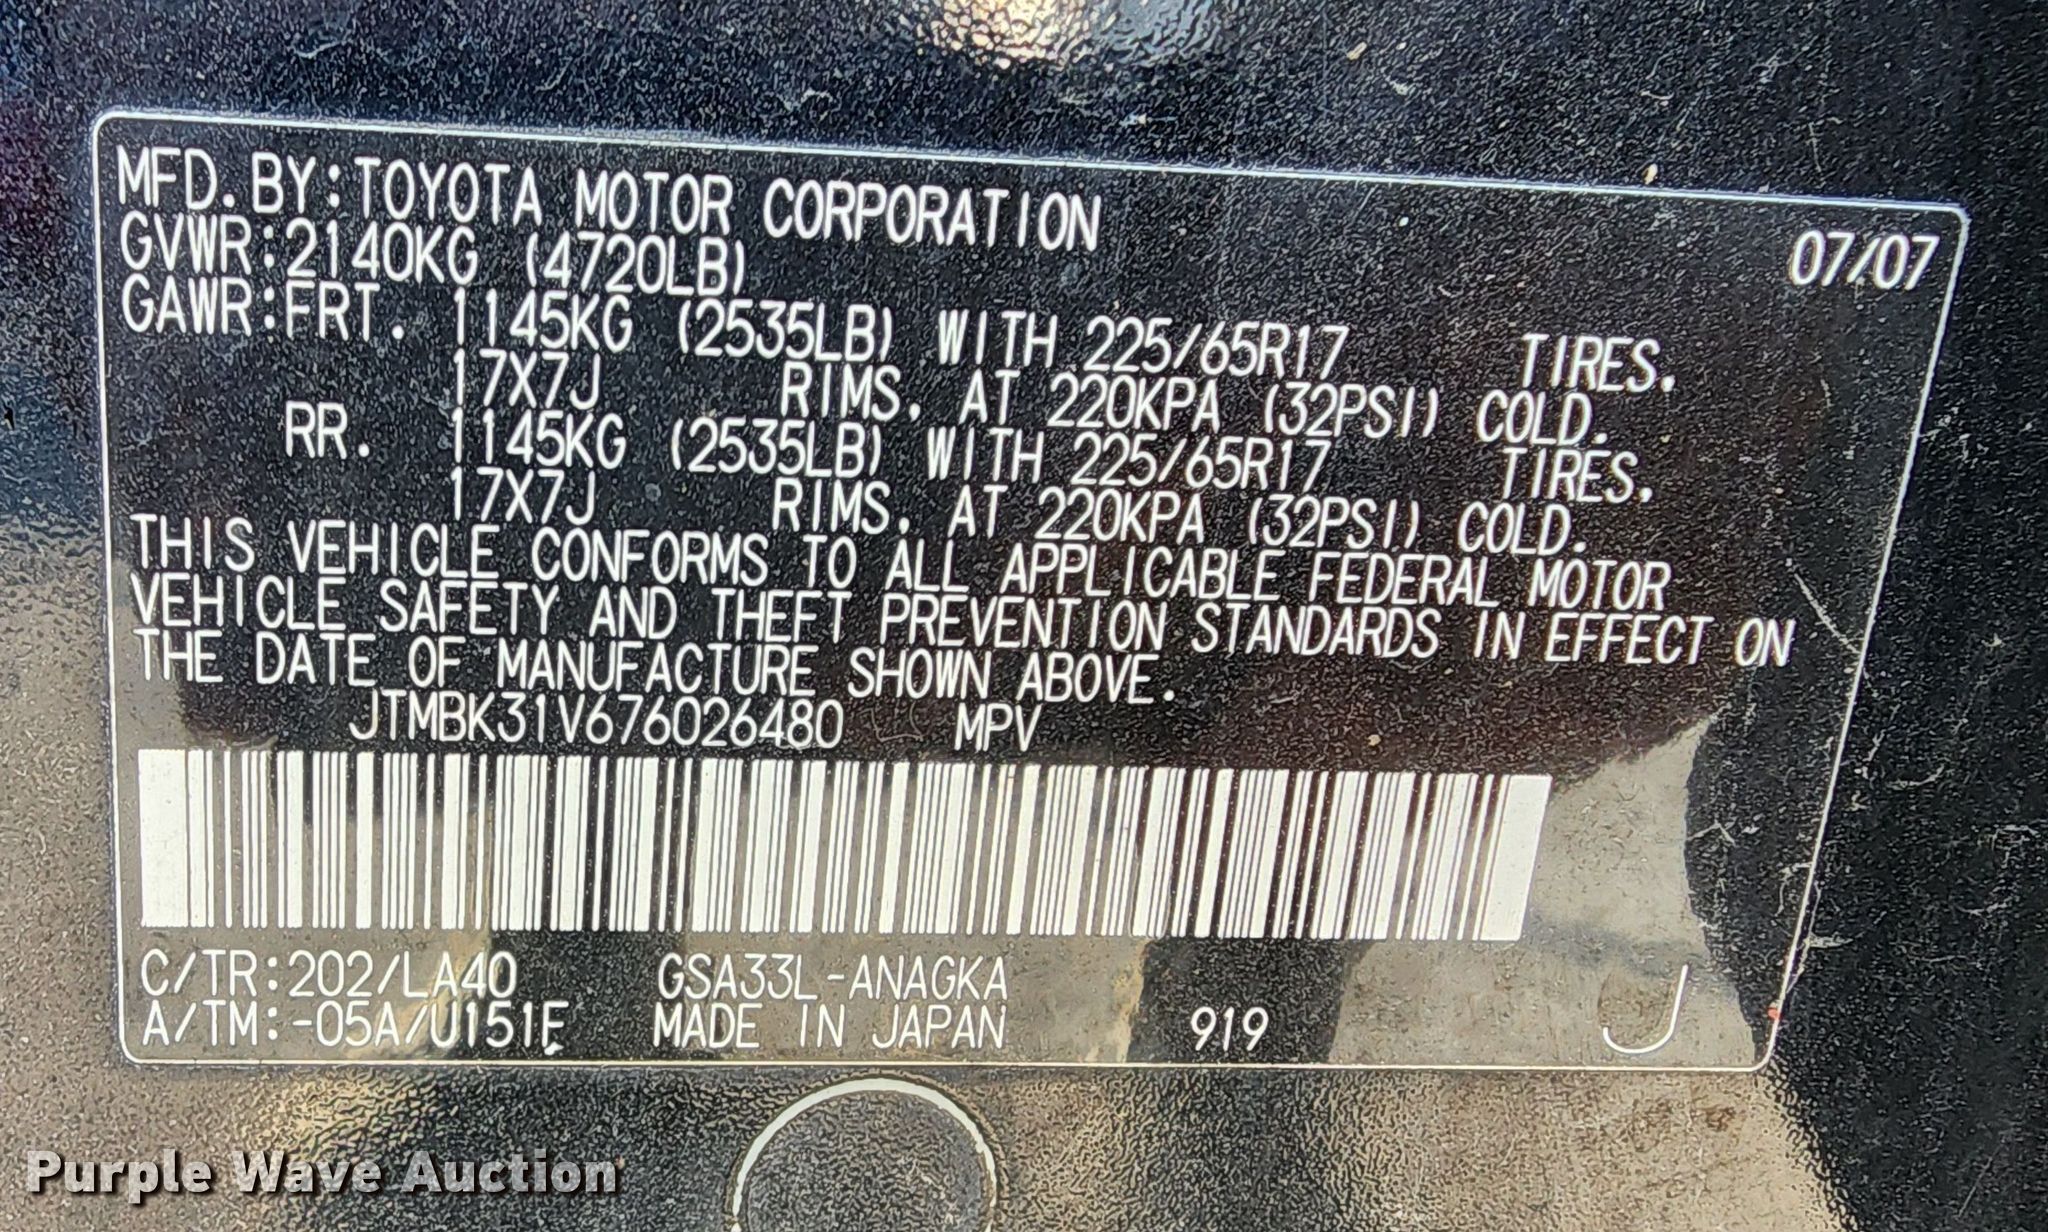 MFD. BY:TOYOTA MOTOR CORPORATION 07/07
GVWR:2140KG (4720LB)
GAWR:FRT. 1145KG (2535LB) WITH 225/65R17 TIRES,
17X7J RIMS, AT 220KPA (32PSI) COLD.
RR. 1145KG (2535LB) WITH 225/65R17 TIRES,
17X7J RIMS, AT 220KPA (32PSI) COLD.
THIS VEHICLE CONFORMS TO ALL APPLICABLE FEDERAL MOTOR
VEHICLE SAFETY AND THEFT PREVENTION STANDARDS IN EFFECT ON
THE DATE OF MANUFACTURE SHOWN ABOVE.
JTMBK31V676026480 MPV
C/TR:202/LA40 GSA33L-ANAGKA
A/TM:-05A/U151F MADE IN JAPAN 919 J
Purple Wave Auction